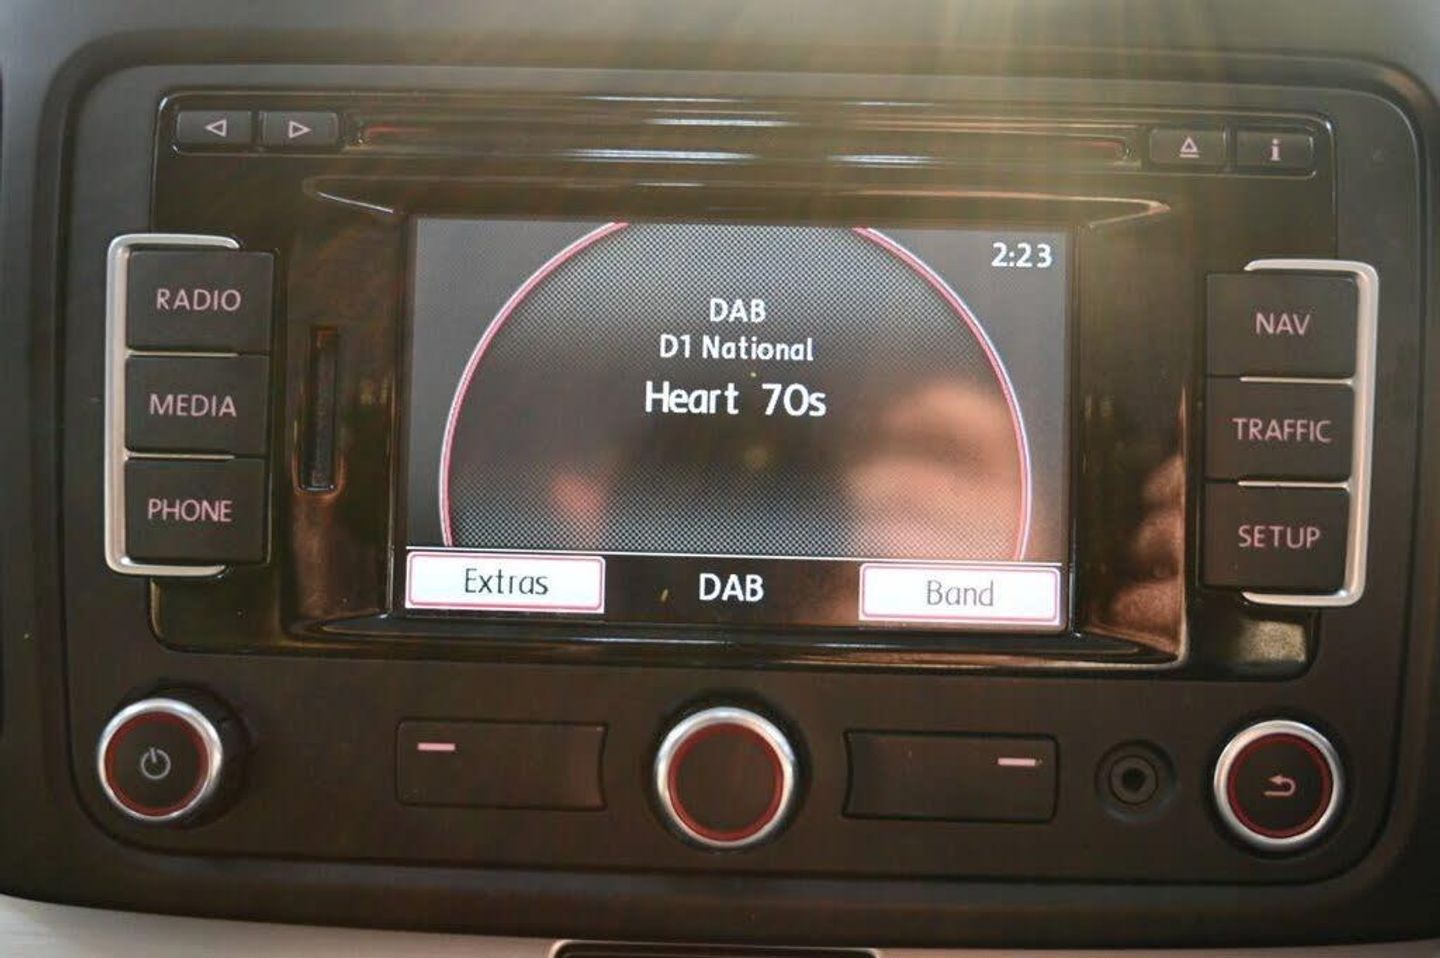 2:23
DAB
D1 National
Heart 70s
Extras
DAB
Band
RADIO
MEDIA
PHONE
NAV
TRAFFIC
SETUP
i